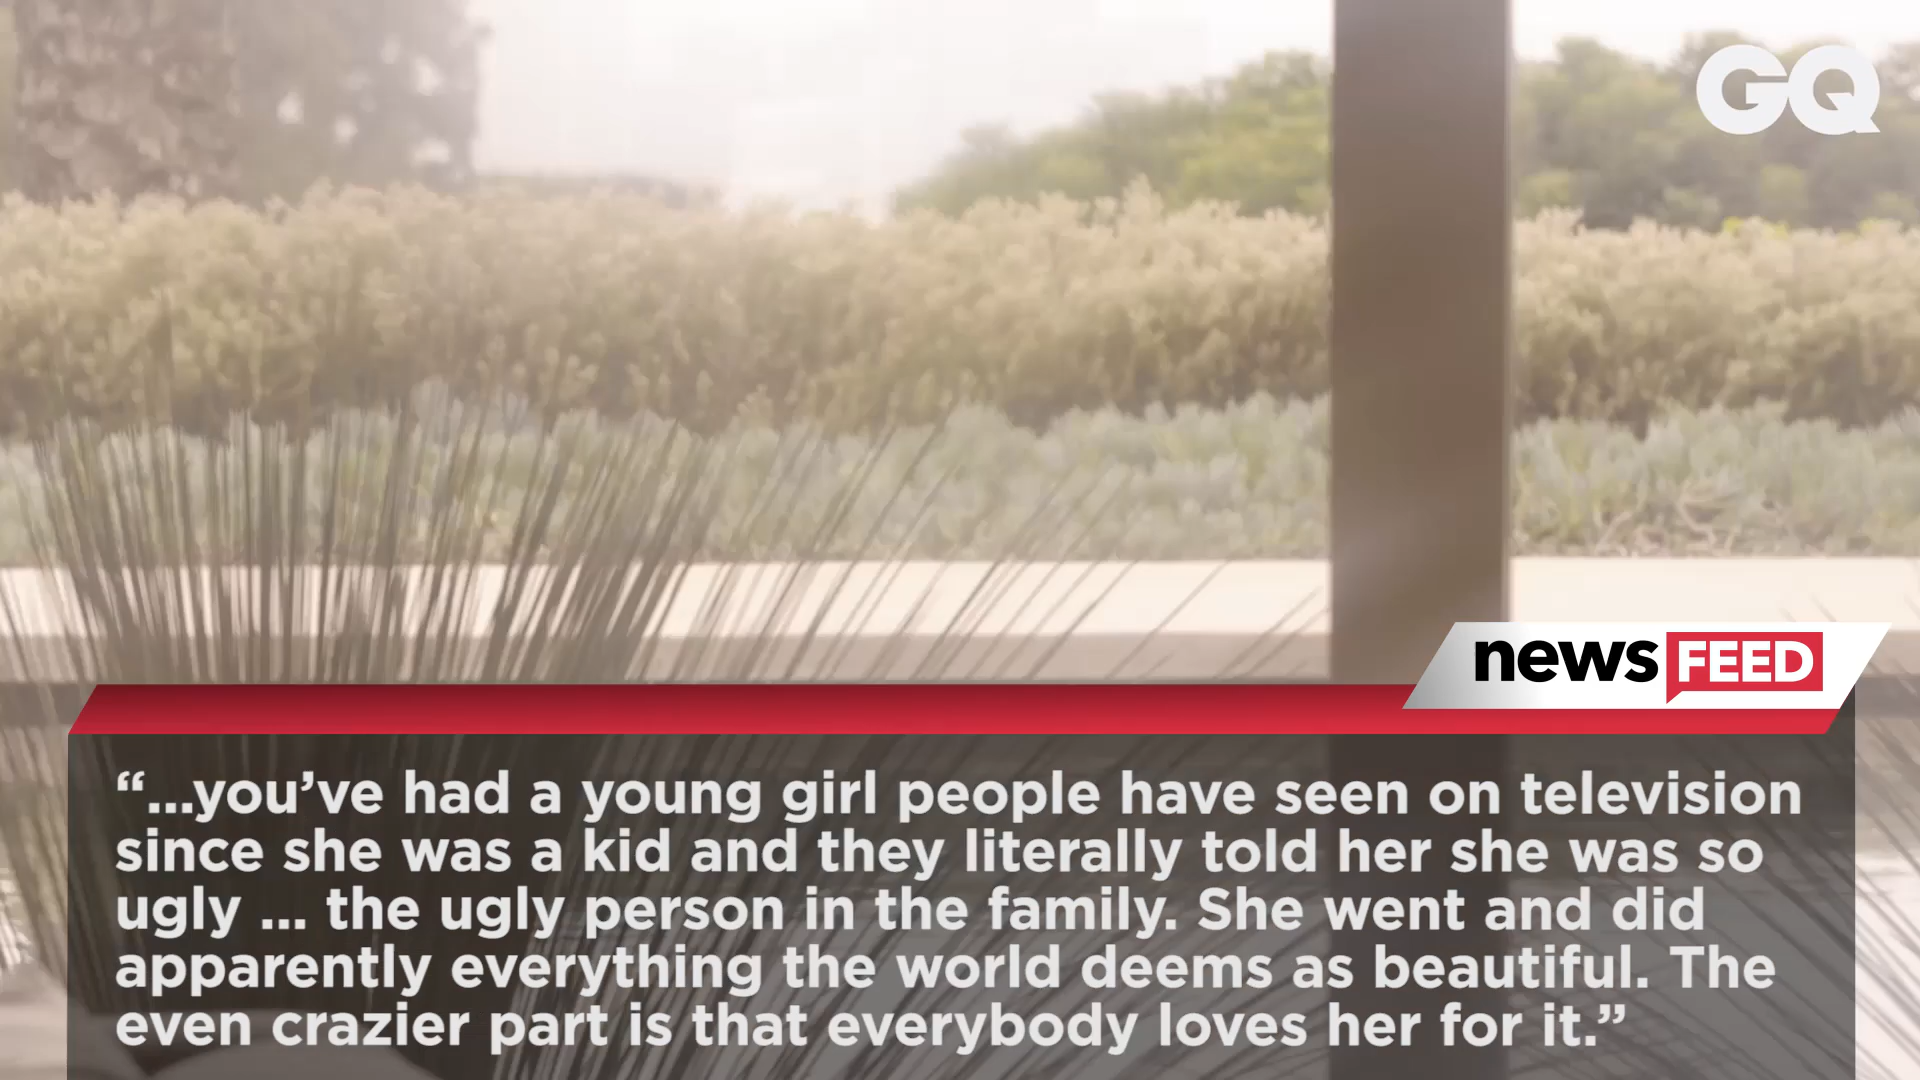 GQ
newsFEED
“...you’ve had a young girl people have seen on television
since she was a kid and they literally told her she was so
ugly ... the ugly person in the family. She went and did
apparently everything the world deems as beautiful. The
even crazier part is that everybody loves her for it.”